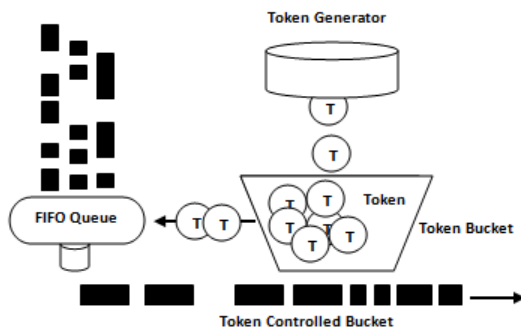 Token Generator
T
T
T
Token
T
T
T
T
T
FIFO Queue
T
T
Token Bucket
Token Controlled Bucket